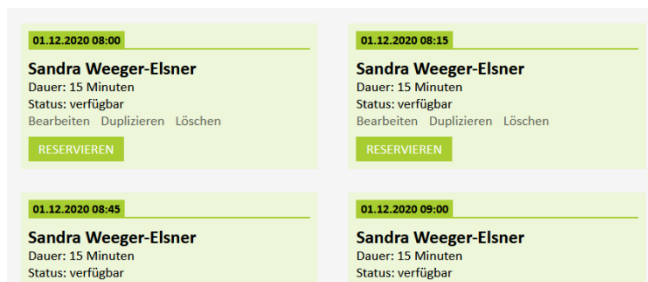 01.12.2020 08:00
Sandra Weeger-Elsner
Dauer: 15 Minuten
Status: verfügbar
Bearbeiten Duplizieren Löschen
RESERVIEREN
01.12.2020 08:15
Sandra Weeger-Elsner
Dauer: 15 Minuten
Status: verfügbar
Bearbeiten Duplizieren Löschen
RESERVIEREN
01.12.2020 08:45
Sandra Weeger-Elsner
Dauer: 15 Minuten
Status: verfügbar
01.12.2020 09:00
Sandra Weeger-Elsner
Dauer: 15 Minuten
Status: verfügbar